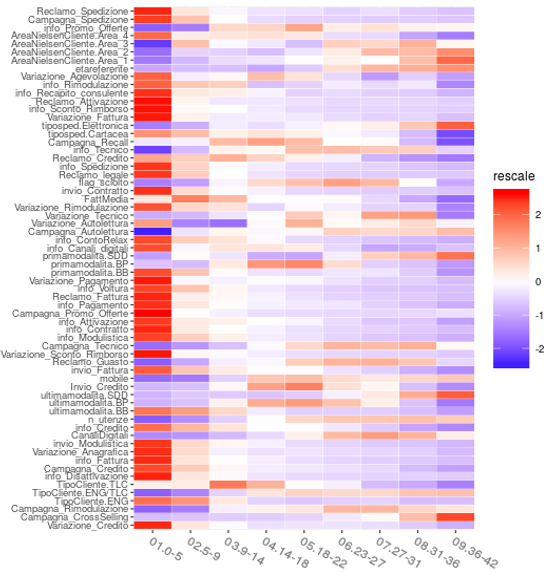 Reclamo_Spedizione
Campagna_Spedizione
info_Promo_Offerte
AreaNielsenCliente.Area_4
AreaNielsenCliente.Area_3
AreaNielsenCliente.Area_2
AreaNielsenCliente.Area_1
etareferente
Variazione_Agevolazione
info_Rimodulazione
info_Recapito_consulente
Reclamo_Attivazione
info_Sconto_Rimborso
Variazione_Fattura
tiposped.Elettronica
tiposped.Cartacea
Campagna_Recall
info_Tecnico
Reclamo_Credito
info_Spedizione
Reclamo_legale
flag_sciolto
invio_Contratto
FattMedia
Variazione_Rimodulazione
Variazione_Tecnico
Variazione_Autolettura
Campagna_Autolettura
info_ContoRelax
info_Canali_digitali
primamodalita.SDD
primamodalita.BP
primamodalita.BB
Variazione_Pagamento
info_Voltura
Reclamo_Fattura
info_Pagamento
Campagna_Promo_Offerte
info_Attivazione
info_Contratto
info_Modulistica
Campagna_Tecnico
Variazione_Sconto_Rimborso
Reclamo_Guasto
invio_Fattura
mobile
Invio_Credito
ultimamodalita.SDD
ultimamodalita.BP
ultimamodalita.BB
n_utenze
info_Credito
CanaliDigitali
invio_Modulistica
Variazione_Anagrafica
info_Fattura
Campagna_Credito
info_Disattivazione
TipoCliente.TLC
TipoCliente.ENG/TLC
TipoCliente.ENG
Campagna_Rimodulazione
Campagna_CrossSelling
Variazione_Credito
01.0-5
02.5-9
03.9-14
04.14-18
05.18-22
06.23-27
07.27-31
08.31-36
09.36-42
rescale
2
1
0
-1
-2